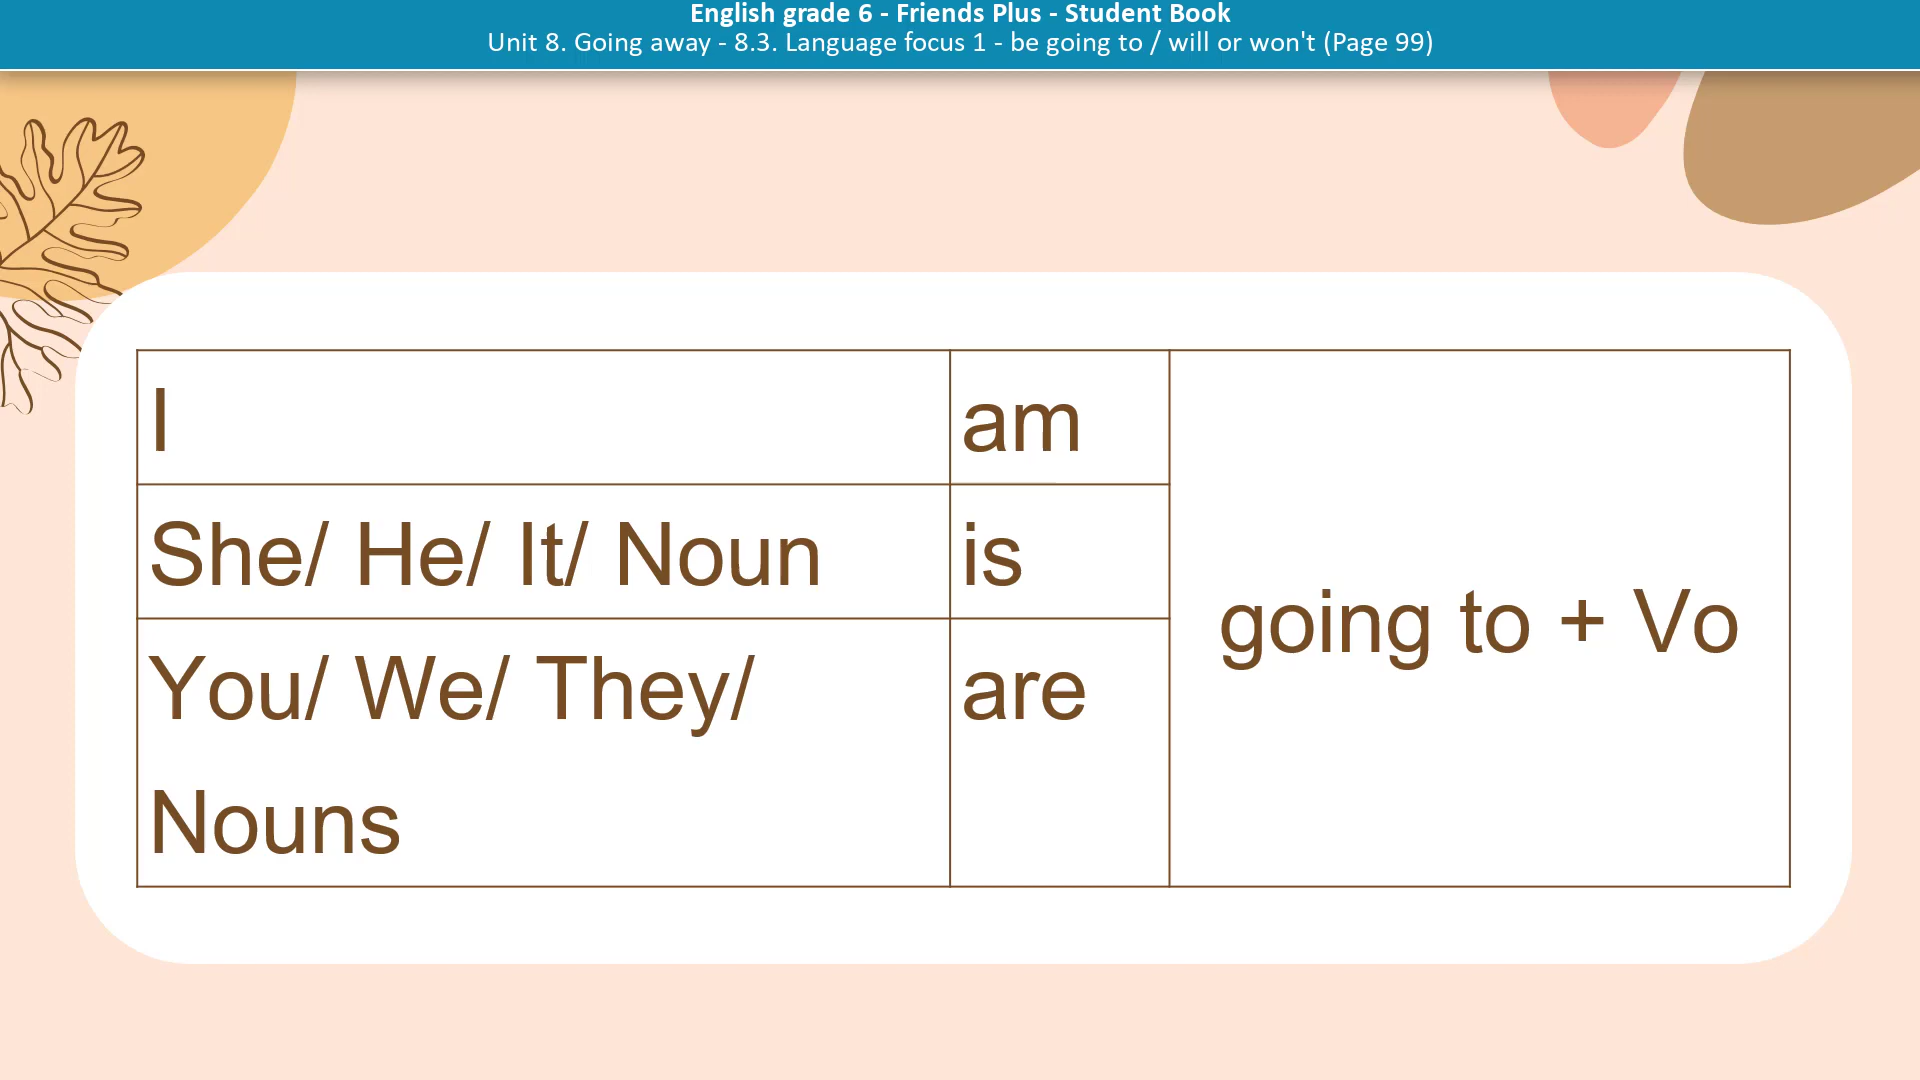 English grade 6 - Friends Plus - Student Book
Unit 8. Going away - 8.3. Language focus 1 - be going to / will or won't (Page 99)
I
am
She/ He/ It/ Noun
is
going to + Vo
You/ We/ They/
are
Nouns